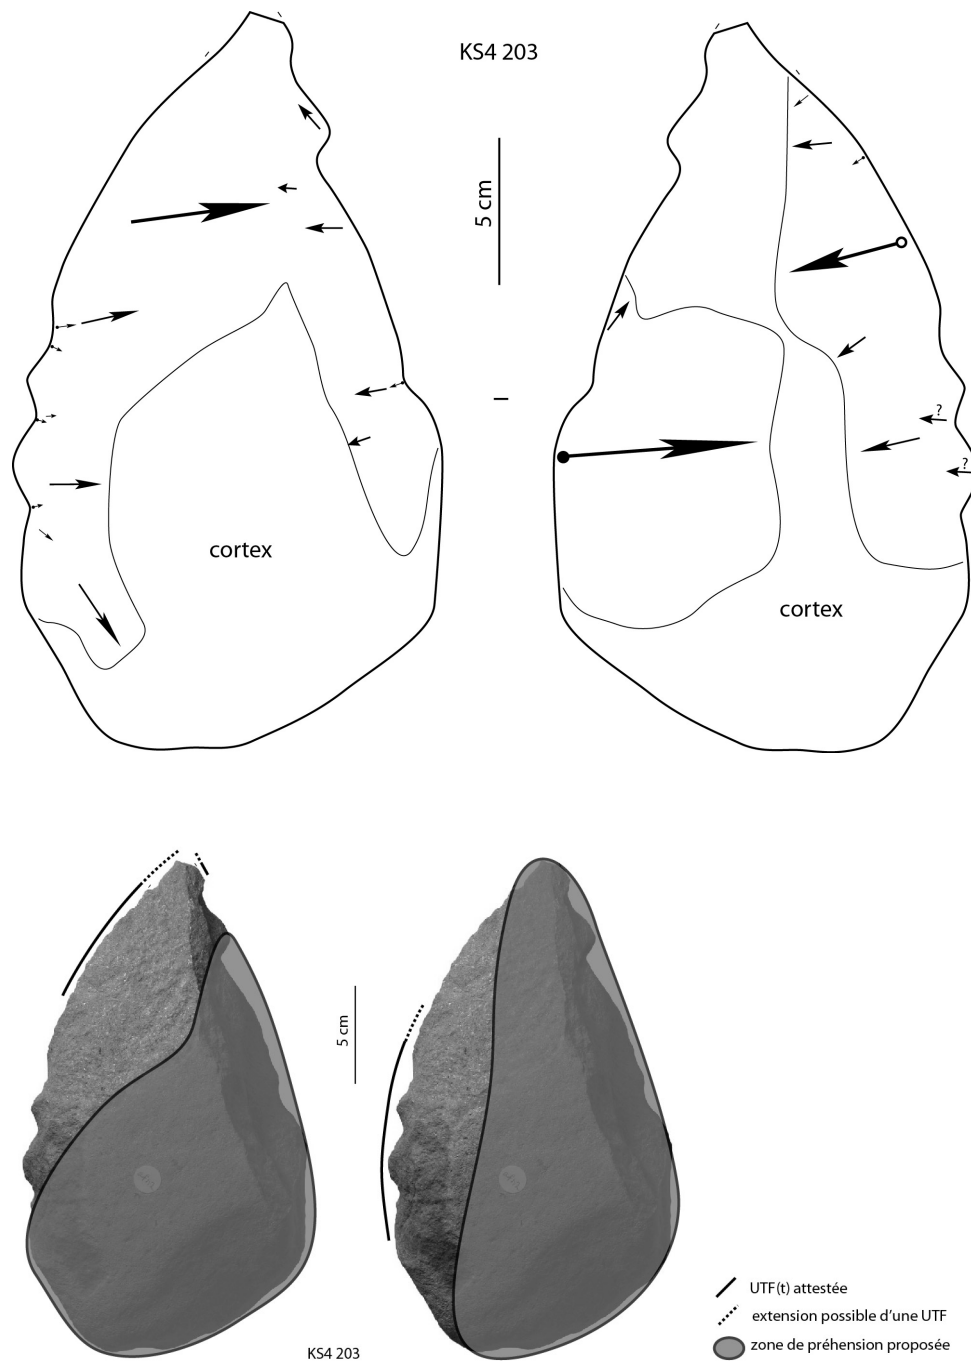 KS4 203
5 cm
?
?
cortex
cortex
5 cm
UTF(t) attestée
extension possible d'une UTF
zone de préhension proposée
KS4 203